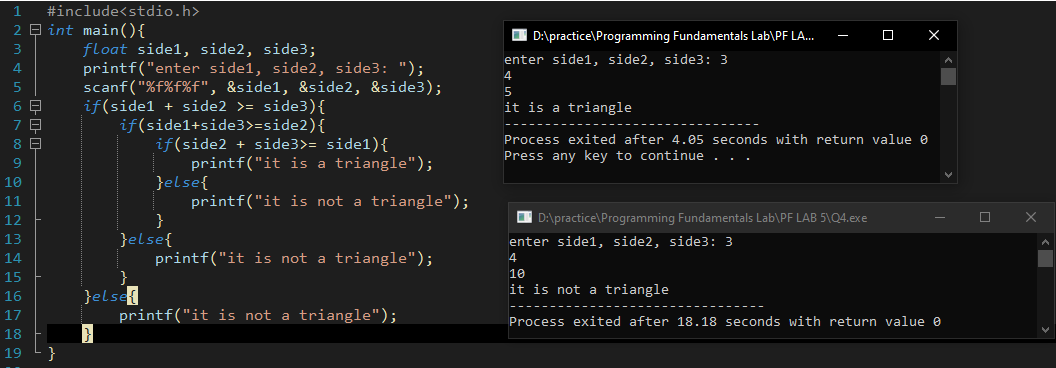 1 #include<stdio.h>
2 int main(){
3 float side1, side2, side3;
4 printf("enter side1, side2, side3: ");
5 scanf("%f%f%f", &side1, &side2, &side3);
6 if(side1 + side2 >= side3){
7 if(side1+side3>=side2){
8 if(side2 + side3>= side1){
9 printf("it is a triangle");
10 }else{
11 printf("it is not a triangle");
12 }
13 }else{
14 printf("it is not a triangle");
15 }
16 }else{
17 printf("it is not a triangle");
18 }
19 }
D:\practice\Programming Fundamentals Lab\PF LA...
enter side1, side2, side3: 3
4
5
it is a triangle
--------------------------------
Process exited after 4.05 seconds with return value 0
Press any key to continue . . .
D:\practice\Programming Fundamentals Lab\PF LAB 5\Q4.exe
enter side1, side2, side3: 3
4
10
it is not a triangle
--------------------------------
Process exited after 18.18 seconds with return value 0